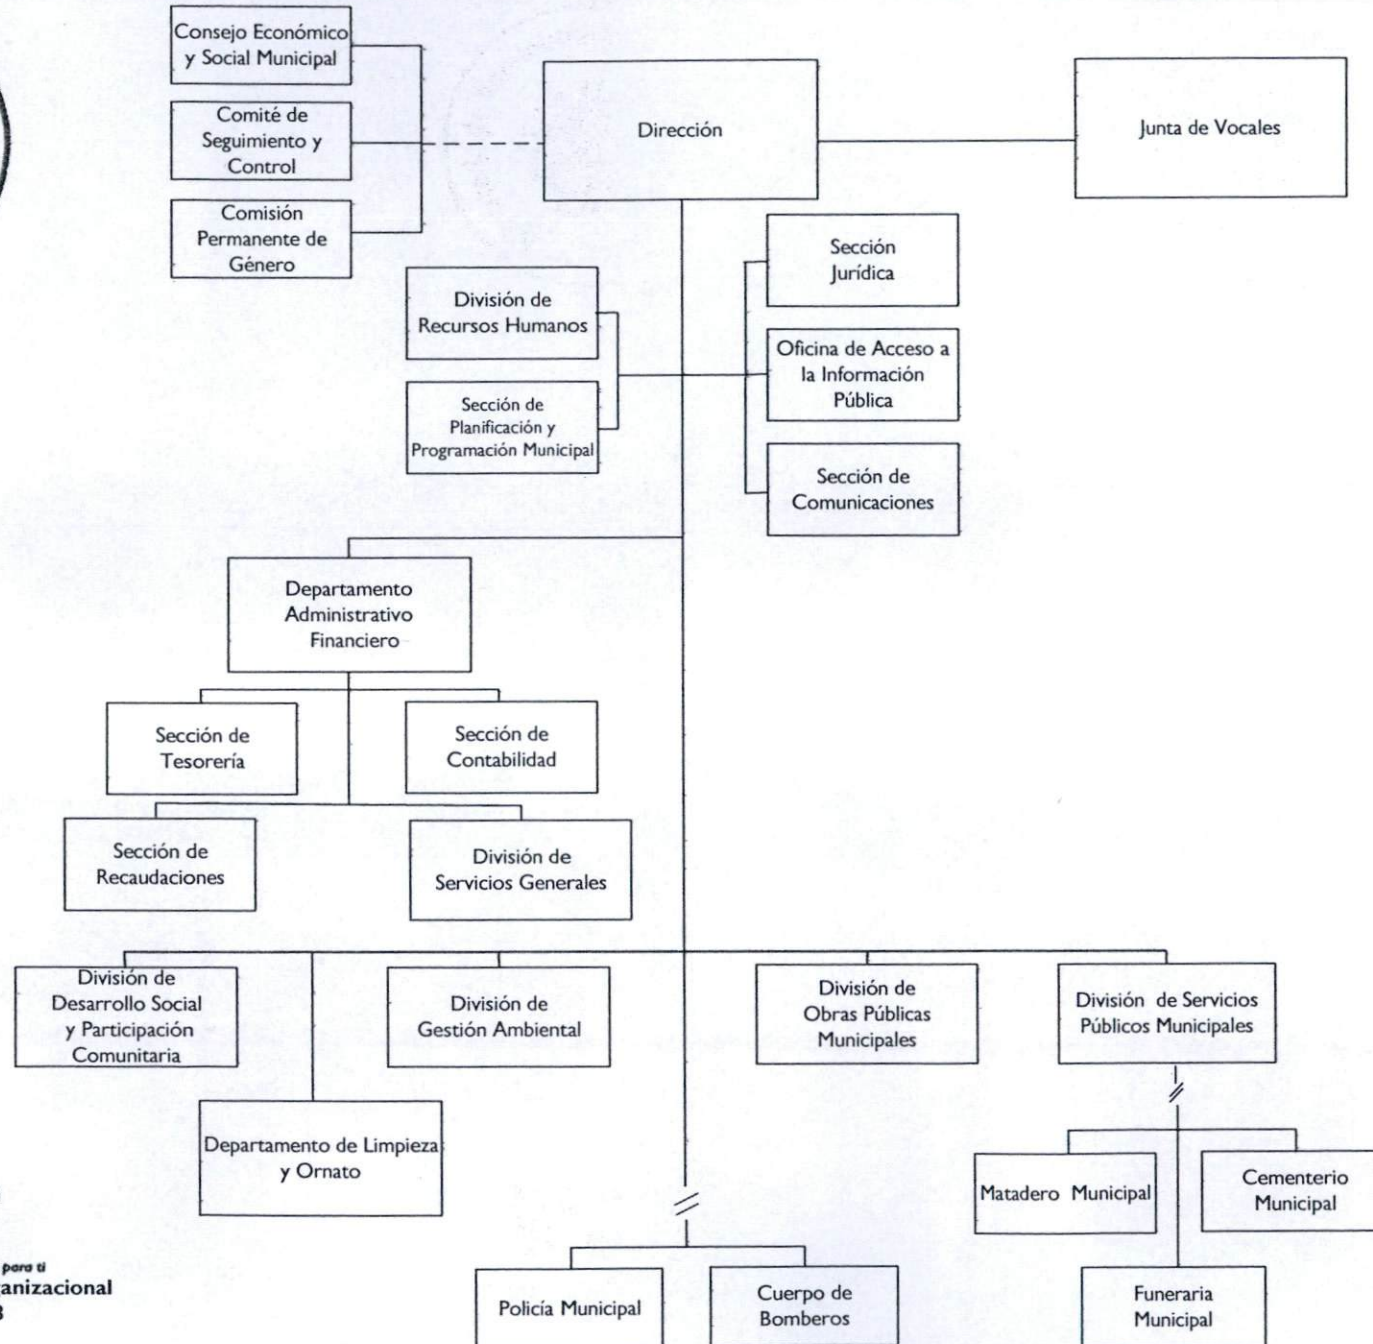 Consejo Económico
y Social Municipal
Comité de
Seguimiento y
Control
Comisión
Permanente de
Género
Dirección
Junta de Vocales
División de
Recursos Humanos
Sección de
Planificación y
Programación Municipal
Sección
Jurídica
Oficina de Acceso a
la Información
Pública
Sección de
Comunicaciones
Departamento
Administrativo
Financiero
Sección de
Tesorería
Sección de
Contabilidad
Sección de
Recaudaciones
División de
Servicios Generales
División de
Desarrollo Social
y Participación
Comunitaria
División de
Gestión Ambiental
División de
Obras Públicas
Municipales
División de Servicios
Públicos Municipales
Departamento de Limpieza
y Ornato
Matadero Municipal
Cementerio
Municipal
Policía Municipal
Cuerpo de
Bomberos
Funeraria
Municipal
para ti
anizacional